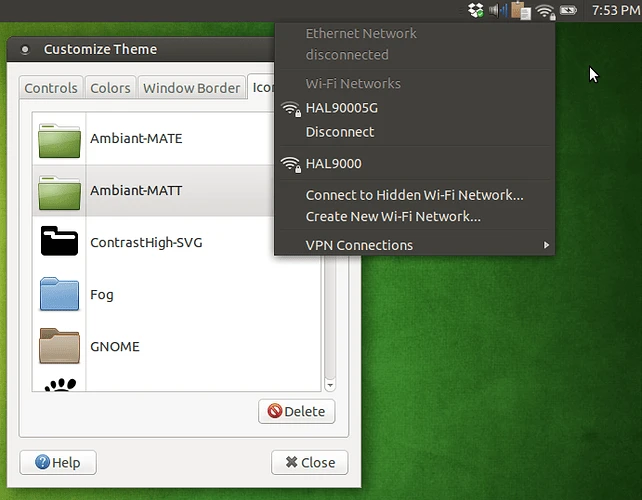 7:53 PM
Customize Theme
Controls
Colors
Window Border
Ambiant-MATE
Ambiant-MATT
ContrastHigh-SVG
Fog
GNOME
Delete
Help
Close
Ethernet Network
disconnected
Wi-Fi Networks
HAL90005G
Disconnect
HAL9000
Connect to Hidden Wi-Fi Network...
Create New Wi-Fi Network...
VPN Connections